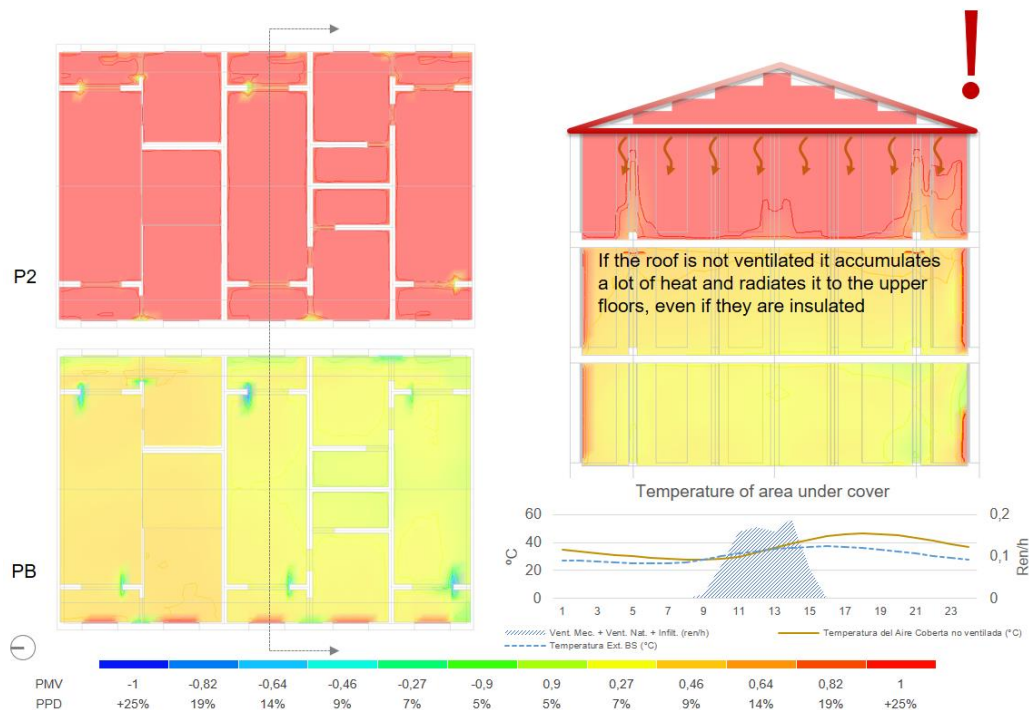 P2
If the roof is not ventilated it accumulates
a lot of heat and radiates it to the upper
floors, even if they are insulated
PB
Temperature of area under cover
60
40
20
0
ºC
0,2
0,1
0
Ren/h
1 3 5 7 9 11 13 15 17 19 21 23
Vent. Mec. + Vent. Nat. + Infilt. (ren/h)
Temperatura del Aire Coberta no ventilada (°C)
Temperatura Ext. BS (°C)
PMV -1 -0,82 -0,64 -0,46 -0,27 -0,9 0,9 0,27 0,46 0,64 0,82 1
PPD +25% 19% 14% 9% 7% 5% 5% 7% 9% 14% 19% +25%